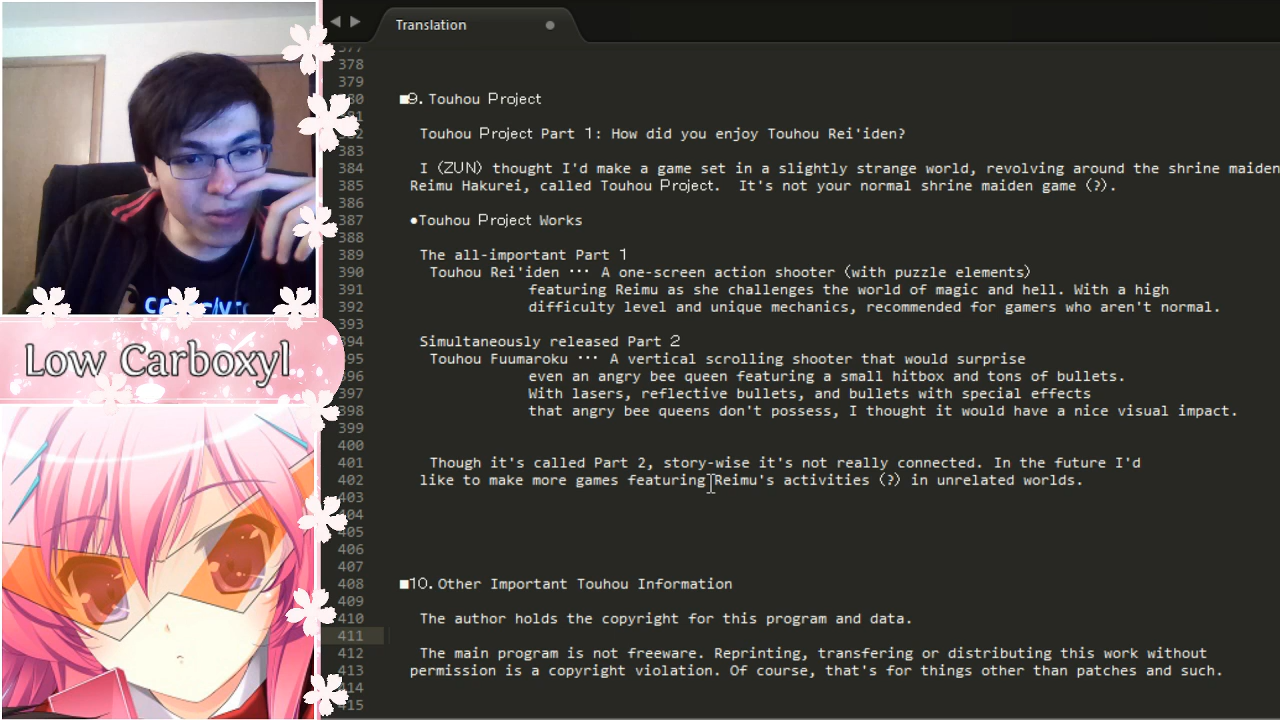 Translation
377
378
379
380 ■9. Touhou Project
381
382 Touhou Project Part 1: How did you enjoy Touhou Rei'iden?
383
384 I (ZUN) thought I'd make a game set in a slightly strange world, revolving around the shrine maiden
385 Reimu Hakurei, called Touhou Project.  It's not your normal shrine maiden game (?).
386
387 ●Touhou Project Works
388
389 The all-important Part 1
390 Touhou Rei'iden ··· A one-screen action shooter (with puzzle elements)
391 featuring Reimu as she challenges the world of magic and hell. With a high
392 difficulty level and unique mechanics, recommended for gamers who aren't normal.
393
394 Simultaneously released Part 2
395 Touhou Fuumaroku ··· A vertical scrolling shooter that would surprise
396 even an angry bee queen featuring a small hitbox and tons of bullets.
397 With lasers, reflective bullets, and bullets with special effects
398 that angry bee queens don't possess, I thought it would have a nice visual impact.
399
400
401 Though it's called Part 2, story-wise it's not really connected. In the future I'd
402 like to make more games featuring Reimu's activities (?) in unrelated worlds.
403
404
405
406
407
408 ■10. Other Important Touhou Information
409
410 The author holds the copyright for this program and data.
411
412 The main program is not freeware. Reprinting, transfering or distributing this work without
413 permission is a copyright violation. Of course, that's for things other than patches and such.
414
415
Low Carboxyl